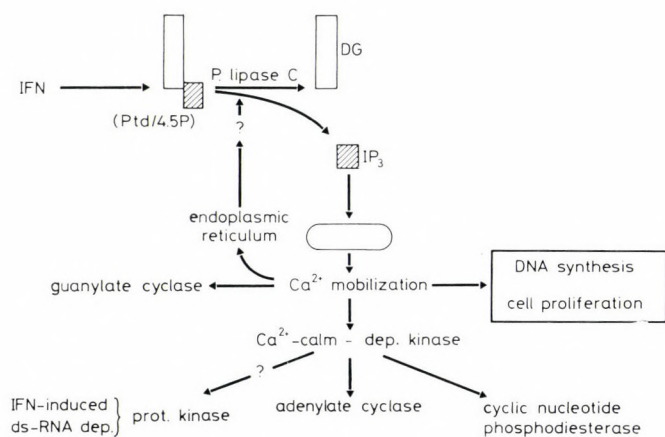 DG
P. lipase C
IFN
(Ptd/4.5P)
?
IP3
endoplasmic
reticulum
guanylate cyclase
Ca2+ mobilization
DNA synthesis
cell proliferation
Ca2+-calm - dep. kinase
?
IFN-induced
ds-RNA dep.} prot. kinase
adenylate cyclase
cyclic nucleotide
phosphodiesterase